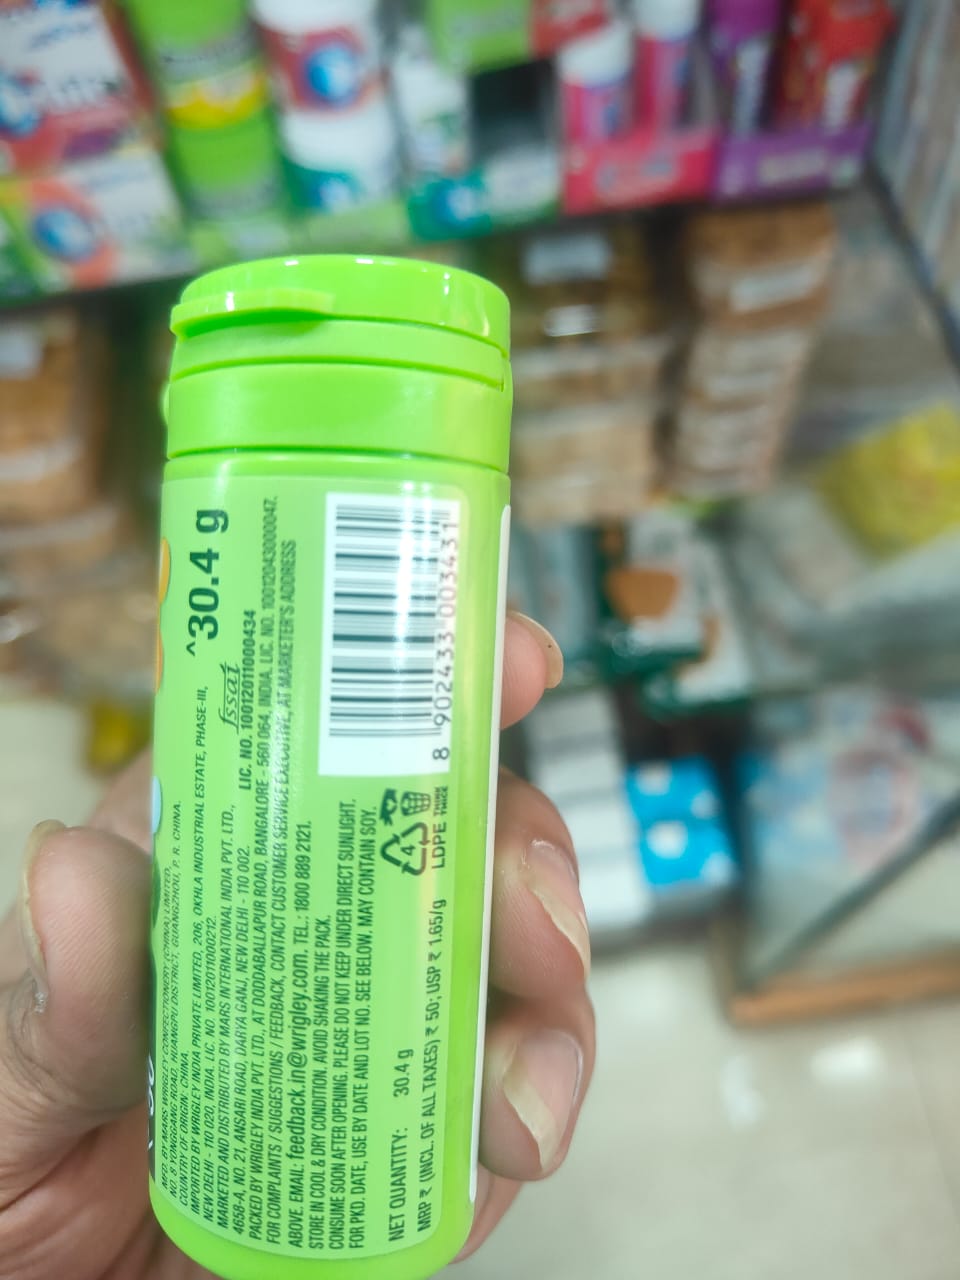 ^30.4 g
MFD. BY MARS WRIGLEY CONFECTIONERY (CHINA) LIMITED,
NO. 8 YONGGANG ROAD, HUANGPU DISTRICT, GUANGZHOU, P. R. CHINA.
COUNTRY OF ORIGIN: CHINA.
IMPORTED BY WRIGLEY INDIA PRIVATE LIMITED, 206, OKHLA INDUSTRIAL ESTATE, PHASE-III,
NEW DELHI - 110 020, INDIA. LIC. NO. 10012011000212.
fssai
MARKETED AND DISTRIBUTED BY MARS INTERNATIONAL INDIA PVT. LTD.,
4658-A, NO. 21, ANSARI ROAD, DARYA GANJ, NEW DELHI - 110 002. LIC. NO. 10012011000434
PACKED BY WRIGLEY INDIA PVT. LTD., AT DODDABALLAPUR ROAD, BANGALORE - 560 064, INDIA. LIC. NO. 10012043000047.
FOR COMPLAINTS / SUGGESTIONS / FEEDBACK, CONTACT CUSTOMER SERVICE EXECUTIVE, AT MARKETER'S ADDRESS
ABOVE. EMAIL: feedback.in@wrigley.com. TEL.: 1800 889 2121.
STORE IN COOL & DRY CONDITION. AVOID SHAKING THE PACK.
CONSUME SOON AFTER OPENING. PLEASE DO NOT KEEP UNDER DIRECT SUNLIGHT.
FOR PKD. DATE, USE BY DATE AND LOT NO. SEE BELOW. MAY CONTAIN SOY.
NET QUANTITY: 30.4 g
MRP ₹ (INCL. OF ALL TAXES) ₹ 50; USP ₹ 1.65/g
4
LDPE
THINK
TWICE
8 902433 003431